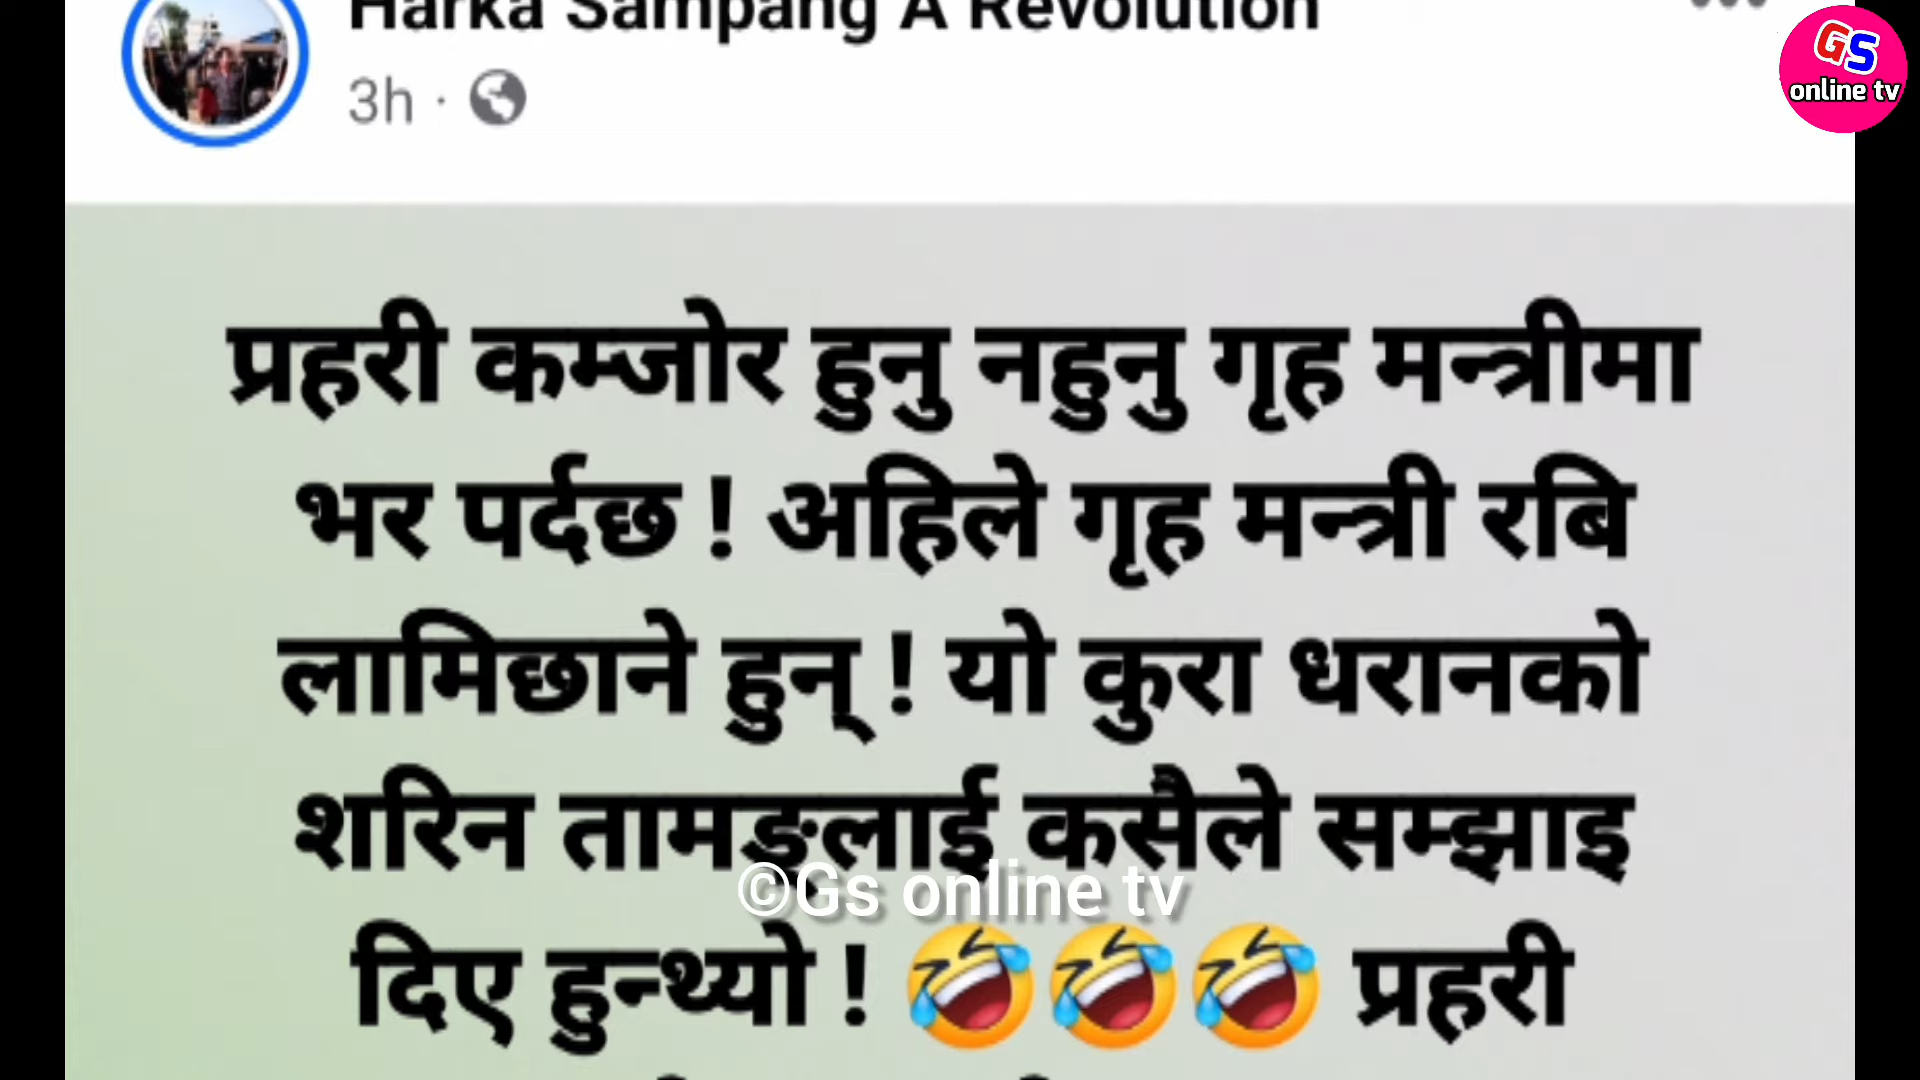 Harka Sampang A Revolution
GS
online tv
3h ·
प्रहरी कम्जोर हुनु नहुनु गृह मन्त्रीमा
भर पर्दछ ! अहिले गृह मन्त्री रबि
लामिछाने हुन् ! यो कुरा धरानको
शरिन तामङ्लाई कसैले सम्झाइ
©Gs online tv
दिए हुन्थ्यो ! 🤣🤣🤣 प्रहरी